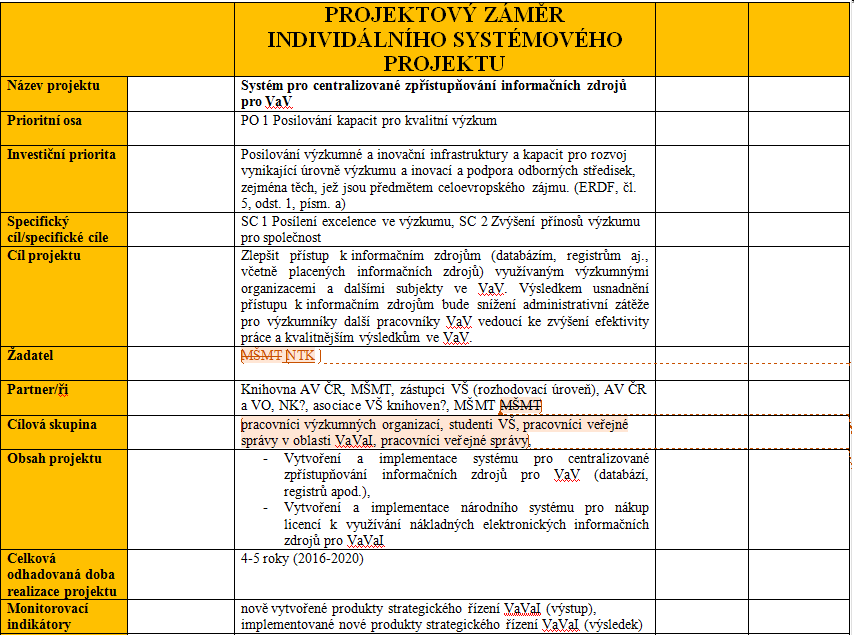 PROJEKTOVÝ ZÁMĚR
INDIVIDÁLNÍHO SYSTÉMOVÉHO
PROJEKTU
Název projektu
Systém pro centralizované zpřístupňování informačních zdrojů
pro VaV
Prioritní osa
PO 1 Posilování kapacit pro kvalitní výzkum
Investiční priorita
Posilování výzkumné a inovační infrastruktury a kapacit pro rozvoj
vynikající úrovně výzkumu a inovací a podpora odborných středisek,
zejména těch, jež jsou předmětem celoevropského zájmu. (ERDF, čl.
5, odst. 1, písm. a)
Specifický
cíl/specifické cíle
SC 1 Posílení excelence ve výzkumu, SC 2 Zvýšení přínosů výzkumu
pro společnost
Cíl projektu
Zlepšit přístup k informačním zdrojům (databázím, registrům aj.,
včetně placených informačních zdrojů) využívaným výzkumnými
organizacemi a dalšími subjekty ve VaV. Výsledkem usnadnění
přístupu k informačním zdrojům bude snížení administrativní zátěže
pro výzkumníky další pracovníky VaV vedoucí ke zvýšení efektivity
práce a kvalitnějším výsledkům ve VaV.
Žadatel
MŠMT NTK
Partner/ři
Knihovna AV ČR, MŠMT, zástupci VŠ (rozhodovací úroveň), AV ČR
a VO, NK?, asociace VŠ knihoven?, MŠMT MŠMT
Cílová skupina
pracovníci výzkumných organizací, studenti VŠ, pracovníci veřejné
správy v oblasti VaVaI, pracovníci veřejné správy
Obsah projektu
- Vytvoření a implementace systému pro centralizované
zpřístupňování informačních zdrojů pro VaV (databází,
registrů apod.),
- Vytvoření a implementace národního systému pro nákup
licencí k využívání nákladných elektronických informačních
zdrojů pro VaVaI
Celková
odhadovaná doba
realizace projektu
4-5 roky (2016-2020)
Monitorovací
indikátory
nově vytvořené produkty strategického řízení VaVaI (výstup),
implementované nové produkty strategického řízení VaVaI (výsledek)